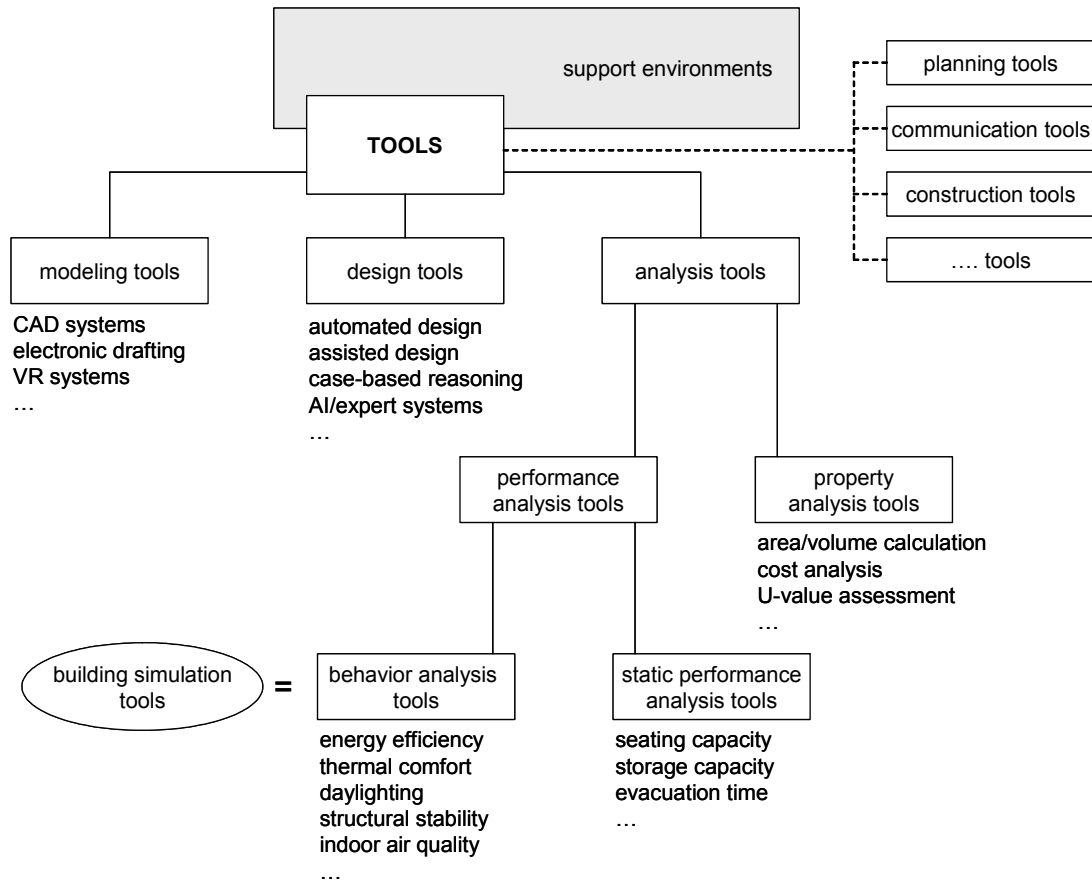 support environments
TOOLS
planning tools
communication tools
construction tools
…. tools
modeling tools
CAD systems
electronic drafting
VR systems
…
design tools
automated design
assisted design
case-based reasoning
AI/expert systems
…
analysis tools
performance
analysis tools
property
analysis tools
area/volume calculation
cost analysis
U-value assessment
…
building simulation
tools
=
behavior analysis
tools
energy efficiency
thermal comfort
daylighting
structural stability
indoor air quality
…
static performance
analysis tools
seating capacity
storage capacity
evacuation time
…